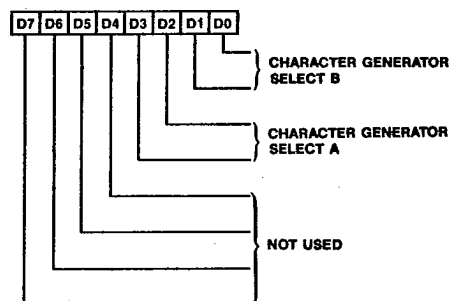 D7 D6 D5 D4 D3 D2 D1 D0
CHARACTER GENERATOR
SELECT B
CHARACTER GENERATOR
SELECT A
NOT USED